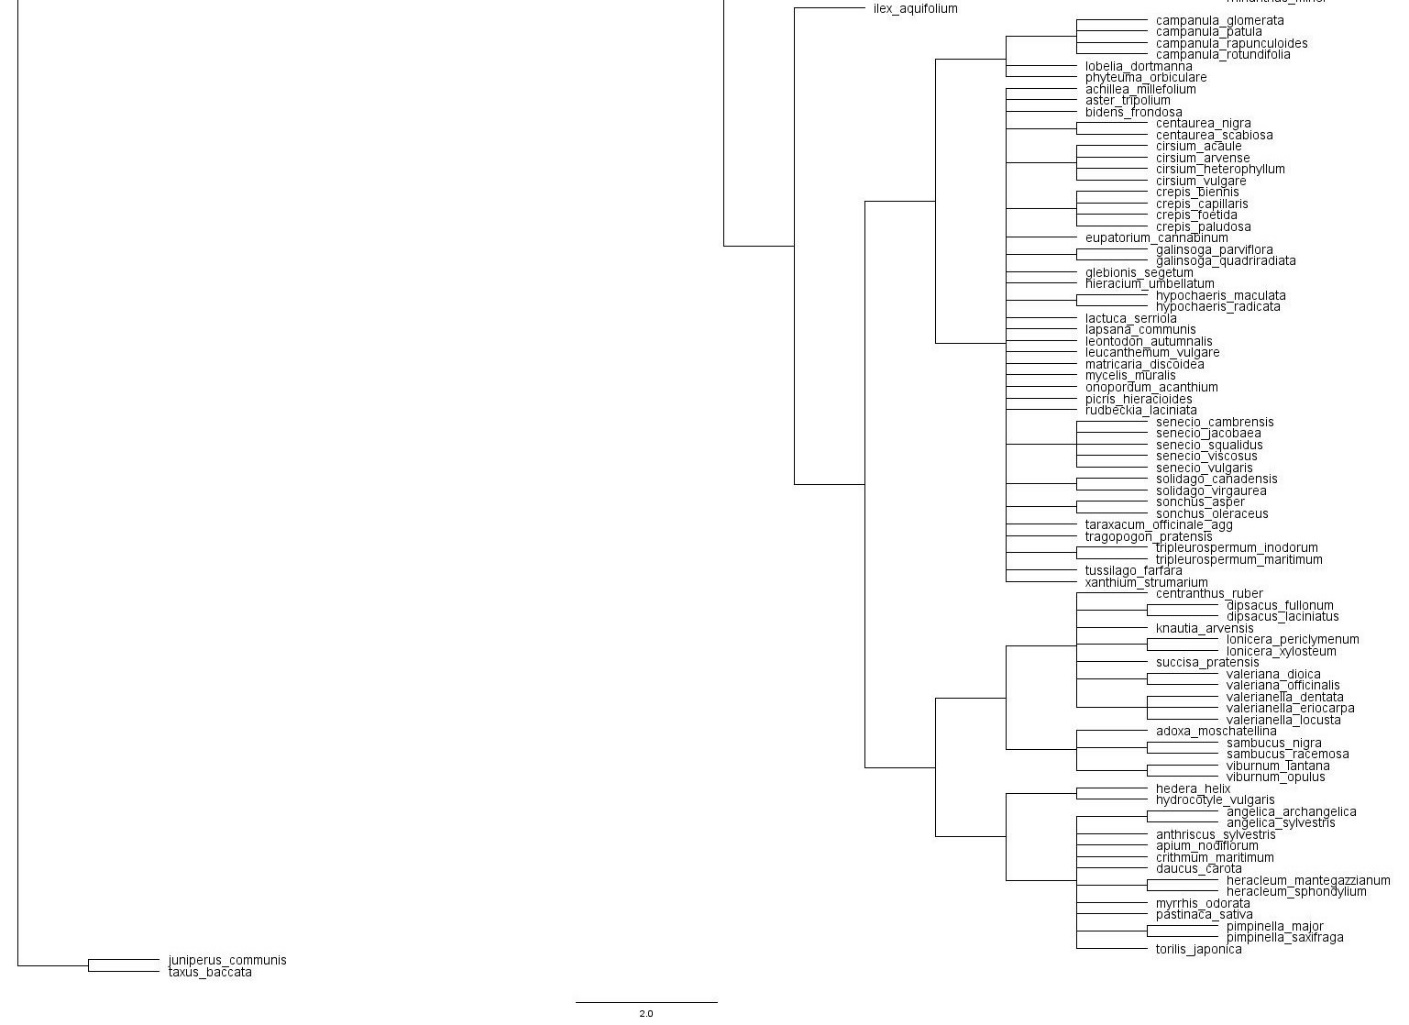 ilex_aquifolium
campanula_glomerata
campanula_patula
campanula_rapunculoides
campanula_rotundifolia
lobelia_dortmanna
phyteuma_orbiculare
achillea_millefolium
aster_tripolium
bidens_frondosa
centaurea_nigra
centaurea_scabiosa
cirsium_acaule
cirsium_arvense
cirsium_heterophyllum
cirsium_vulgare
crepis_biennis
crepis_capillaris
crepis_foetida
crepis_paludosa
eupatorium_cannabinum
galinsoga_parviflora
galinsoga_quadriradiata
glebionis_segetum
hieracium_umbellatum
hypochaeris_maculata
hypochaeris_radicata
lactuca_serriola
lapsana_communis
leontodon_autumnalis
leucanthemum_vulgare
matricaria_discoidea
mycelis_muralis
onopordum_acanthium
picris_hieracioides
rudbeckia_laciniata
senecio_cambrensis
senecio_jacobaea
senecio_squalidus
senecio_viscosus
senecio_vulgaris
solidago_canadensis
solidago_virgaurea
sonchus_asper
sonchus_oleraceus
taraxacum_officinale_agg
tragopogon_pratensis
tripleurospermum_inodorum
tripleurospermum_maritimum
tussilago_farfara
xanthium_strumarium
centranthus_ruber
dipsacus_fullonum
dipsacus_laciniatus
knautia_arvensis
lonicera_periclymenum
lonicera_xylosteum
succisa_pratensis
valeriana_dioica
valeriana_officinalis
valerianella_dentata
valerianella_eriocarpa
valerianella_locusta
adoxa_moschatellina
sambucus_nigra
sambucus_racemosa
viburnum_lantana
viburnum_opulus
hedera_helix
hydrocotyle_vulgaris
angelica_archangelica
angelica_sylvestris
anthriscus_sylvestris
apium_nodiflorum
crithmum_maritimum
daucus_carota
heracleum_mantegazzianum
heracleum_sphondylium
myrrhis_odorata
pastinaca_sativa
pimpinella_major
pimpinella_saxifraga
torilis_japonica
juniperus_communis
taxus_baccata
2.0